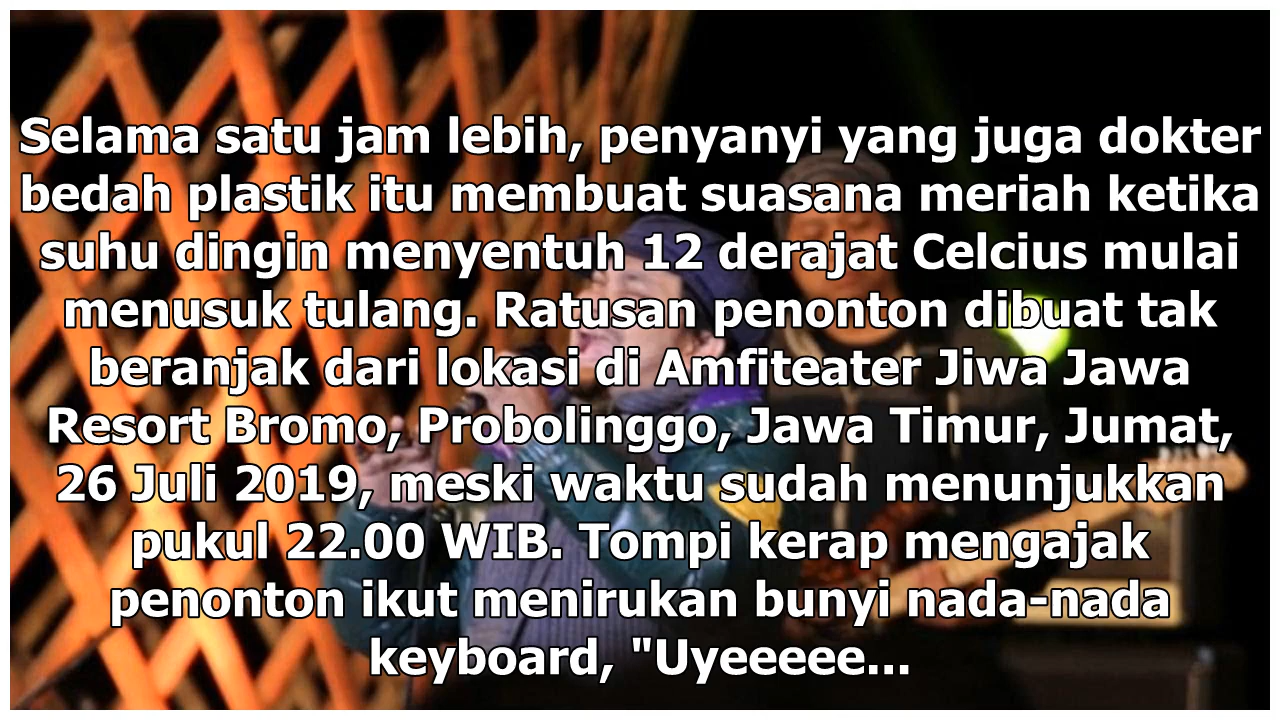 Selama satu jam lebih, penyanyi yang juga dokter
bedah plastik itu membuat suasana meriah ketika
suhu dingin menyentuh 12 derajat Celcius mulai
menusuk tulang. Ratusan penonton dibuat tak
beranjak dari lokasi di Amfiteater Jiwa Jawa
Resort Bromo, Probolinggo, Jawa Timur, Jumat,
26 Juli 2019, meski waktu sudah menunjukkan
pukul 22.00 WIB. Tompi kerap mengajak
penonton ikut menirukan bunyi nada-nada
keyboard, "Uyeeeee...